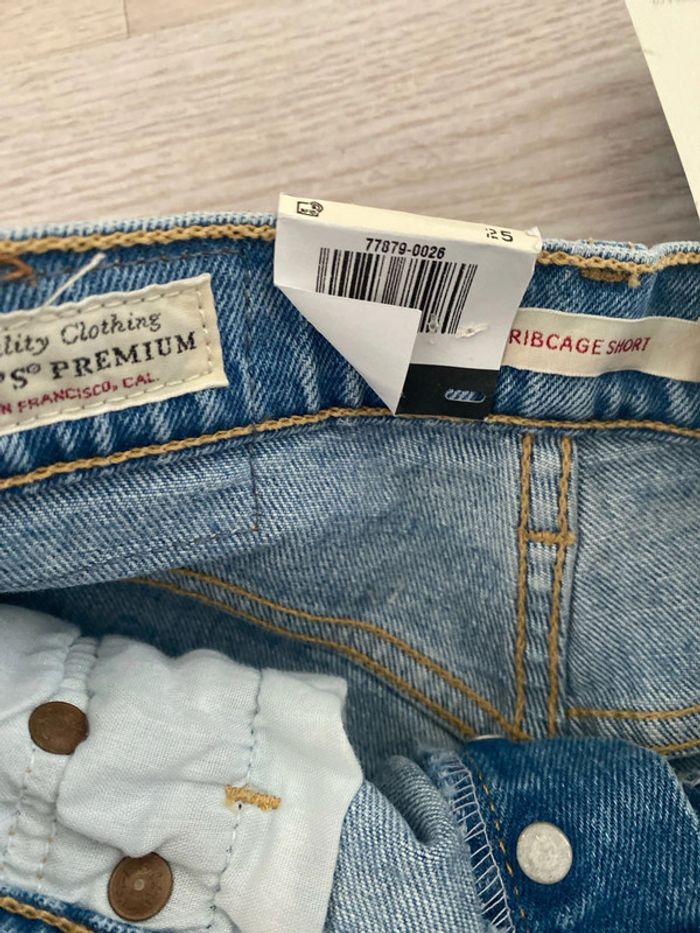 77879-0026
25
lity Clothing
'S® PREMIUM
N FRANCISCO, CAL.
RIBCAGE SHORT